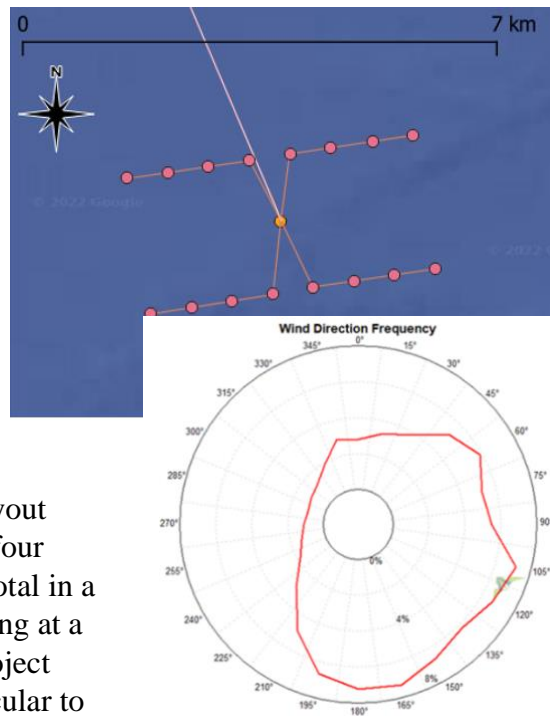 0 7 km
N
© 2022 Google
© 2022 G
Wind Direction Frequency
345° 0° 15°
330° 30°
315° 45°
300° 60°
285° 75°
270° 90°
255° 105°
240° 120°
225° 135°
210° 150°
195° 180° 165°
0%
4%
8%
yout
four
otal in a
ng at a
oject
cular to